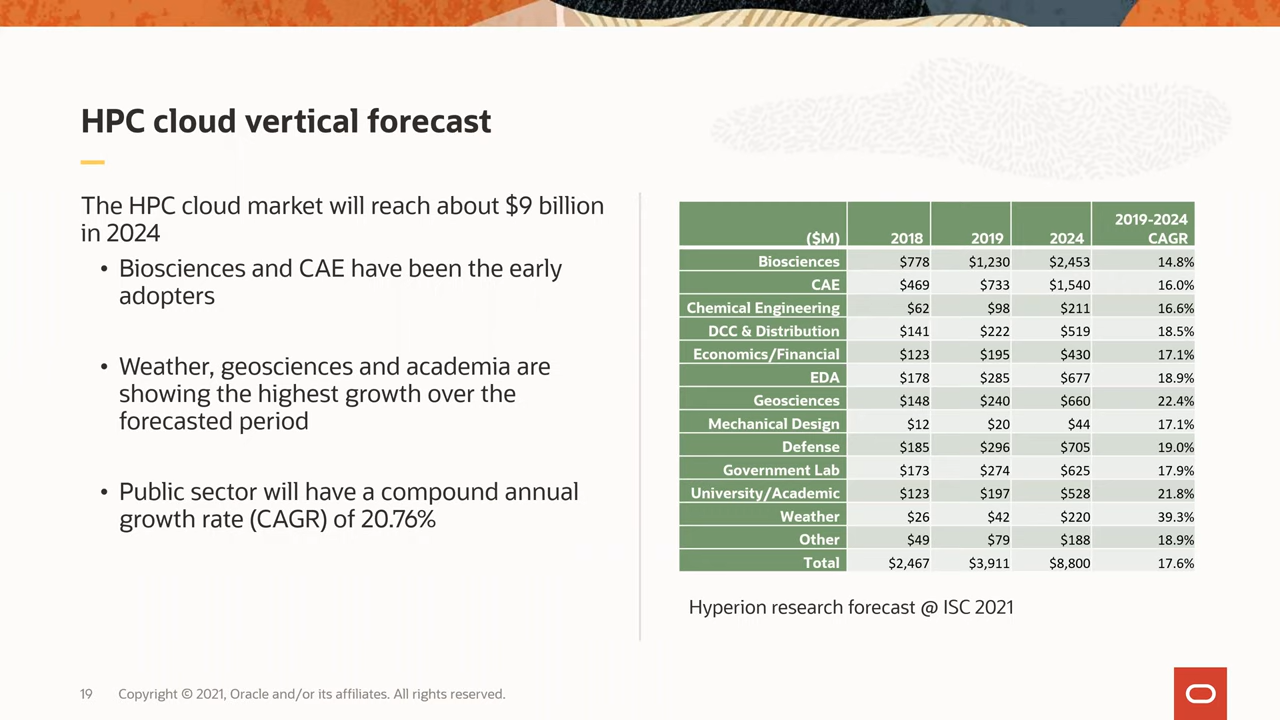 HPC cloud vertical forecast
The HPC cloud market will reach about $9 billion
in 2024
• Biosciences and CAE have been the early
adopters
• Weather, geosciences and academia are
showing the highest growth over the
forecasted period
• Public sector will have a compound annual
growth rate (CAGR) of 20.76%
($M) 2018 2019 2024 2019-2024 CAGR
Biosciences $778 $1,230 $2,453 14.8%
CAE $469 $733 $1,540 16.0%
Chemical Engineering $62 $98 $211 16.6%
DCC & Distribution $141 $222 $519 18.5%
Economics/Financial $123 $195 $430 17.1%
EDA $178 $285 $677 18.9%
Geosciences $148 $240 $660 22.4%
Mechanical Design $12 $20 $44 17.1%
Defense $185 $296 $705 19.0%
Government Lab $173 $274 $625 17.9%
University/Academic $123 $197 $528 21.8%
Weather $26 $42 $220 39.3%
Other $49 $79 $188 18.9%
Total $2,467 $3,911 $8,800 17.6%
Hyperion research forecast @ ISC 2021
19 Copyright © 2021, Oracle and/or its affiliates. All rights reserved.